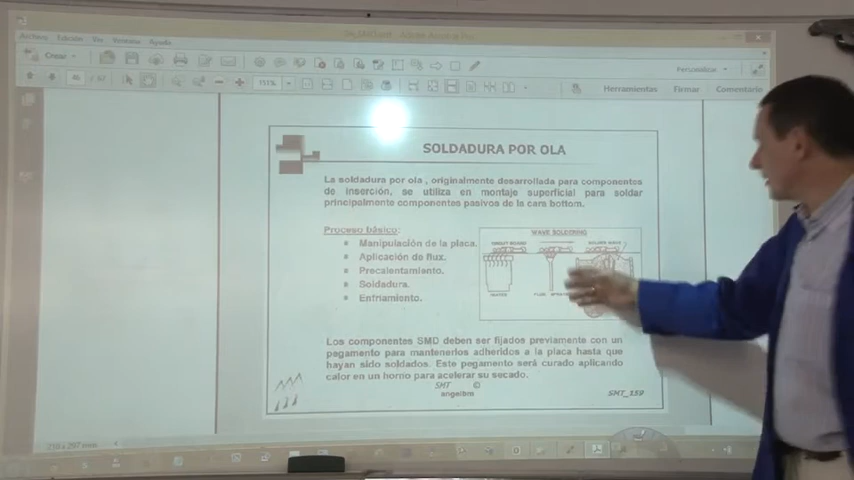 Archivo Edición Ver Ventana Ayuda
Crear
46 / 67
151%
Personalizar
Herramientas Firmar Comentario
SOLDADURA POR OLA
La soldadura por ola , originalmente desarrollada para componentes
de inserción, se utiliza en montaje superficial para soldar
principalmente componentes pasivos de la cara bottom.
Proceso básico:
Manipulación de la placa.
Aplicación de flux.
Precalentamiento.
Soldadura.
Enfriamiento.
WAVE SOLDERING
Los componentes SMD deben ser fijados previamente con un
pegamento para mantenerlos adheridos a la placa hasta que
hayan sido soldados. Este pegamento será curado aplicando
calor en un horno para acelerar su secado.
SMT ©
angelbm
SMT_159